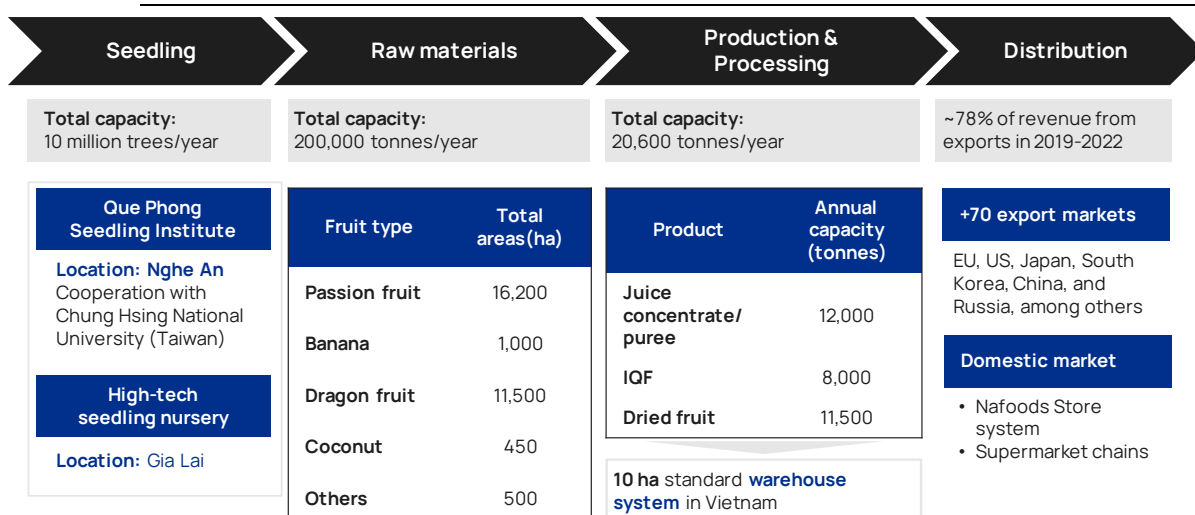 Seedling
Raw materials
Production &
Processing
Distribution
Total capacity:
10 million trees/year
Total capacity:
200,000 tonnes/year
Total capacity:
20,600 tonnes/year
~78% of revenue from
exports in 2019-2022
Que Phong
Seedling Institute
Location: Nghe An
Cooperation with
Chung Hsing National
University (Taiwan)
High-tech
seedling nursery
Location: Gia Lai
Fruit type
Total
areas(ha)
Passion fruit 16,200
Banana 1,000
Dragon fruit 11,500
Coconut 450
Others 500
Product
Annual
capacity
(tonnes)
Juice
concentrate/ 12,000
puree
IQF 8,000
Dried fruit 11,500
10 ha standard warehouse
system in Vietnam
+70 export markets
EU, US, Japan, South
Korea, China, and
Russia, among others
Domestic market
• Nafoods Store
system
• Supermarket chains